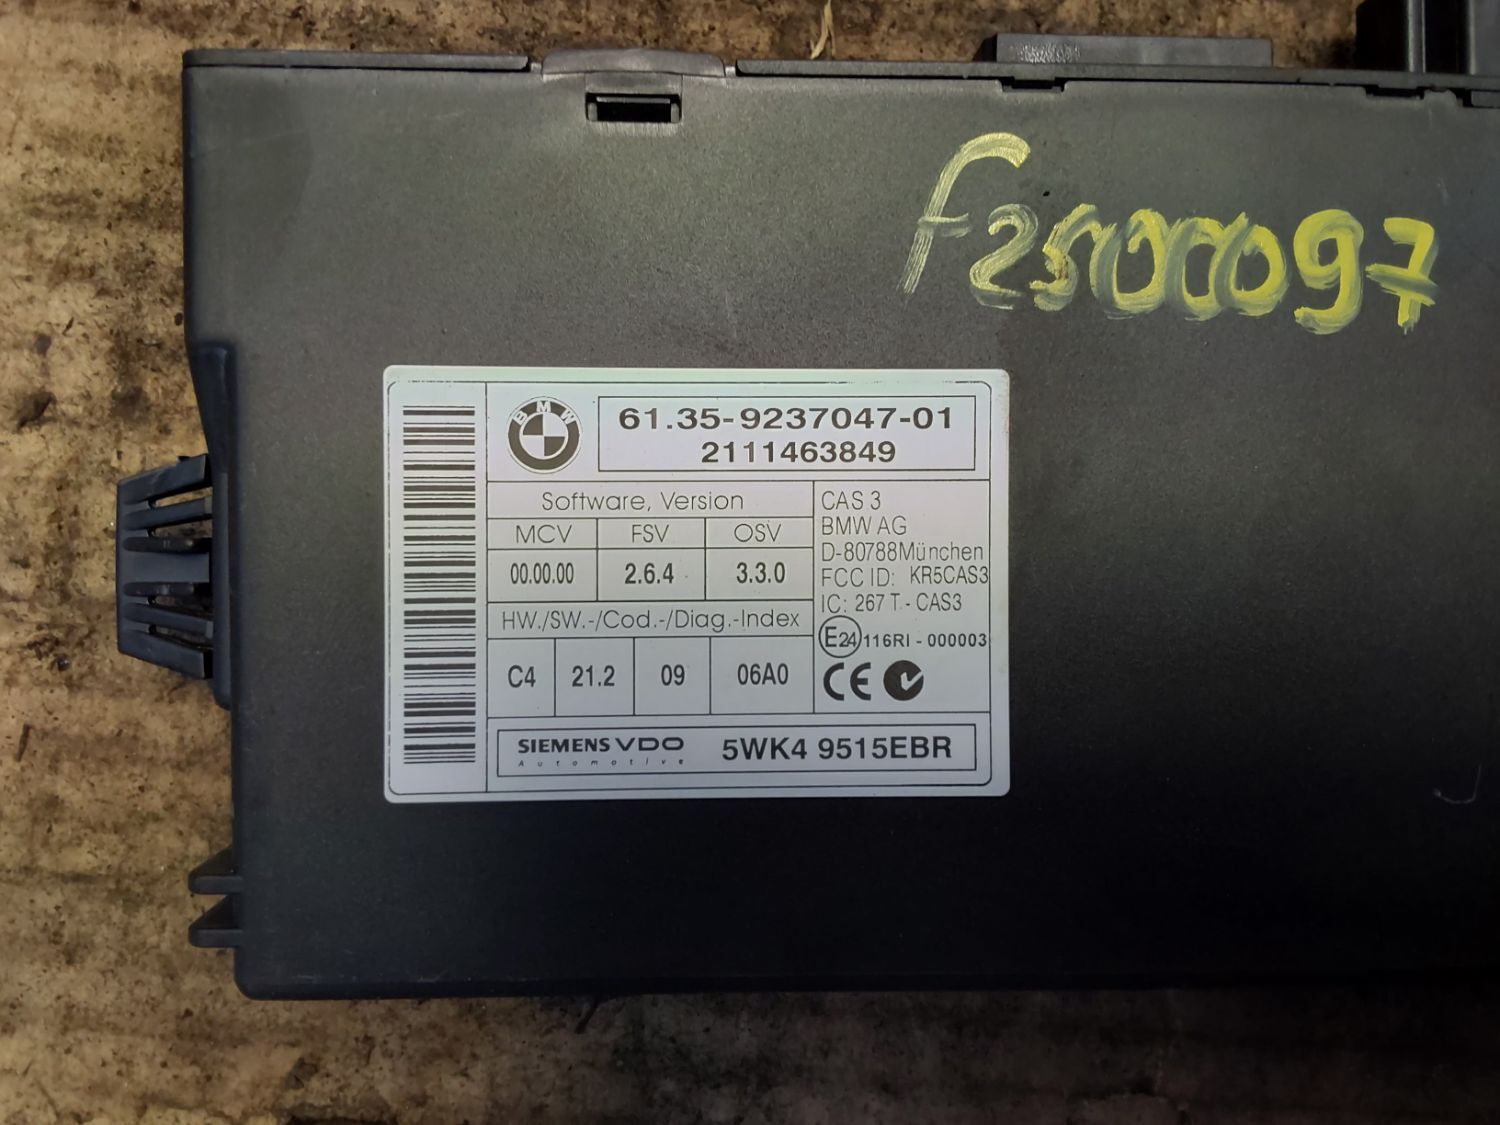 F2500097
BMW
61.35-9237047-01
2111463849
Software, Version
MCV FSV OSV
00.00.00 2.6.4 3.3.0
HW./SW.-/Cod.-/Diag.-Index
C4 21.2 09 06A0
CAS 3
BMW AG
D-80788München
FCC ID: KR5CAS3
IC: 267 T.- CAS3
E24 116RI - 000003
CE
SIEMENS VDO
Automotive
5WK4 9515EBR